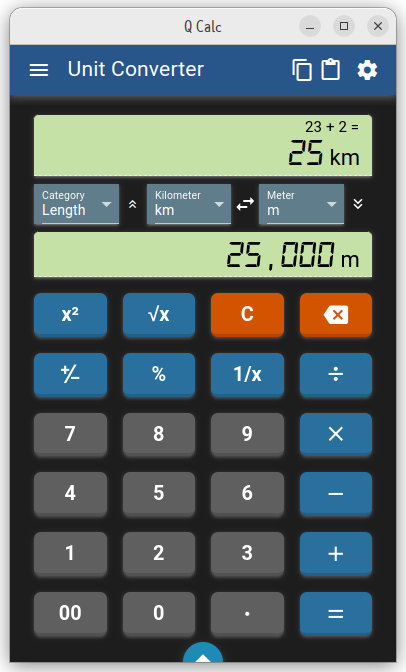 Q Calc
Unit Converter
23 + 2 =
25 km
Category Kilometer Meter
Length km m
25,000 m
x² √x C
+/− % 1/x ÷
7 8 9 ×
4 5 6 −
1 2 3 +
00 0 . =